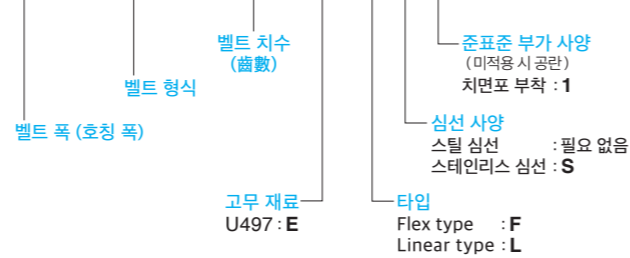 벨트 치수
(齒數)
준표준 부가 사양
(미적용 시 공란)
치면포 부착 : 1
벨트 형식
벨트 폭 (호칭 폭)
심선 사양
스틸 심선 : 필요 없음
스테인리스 심선 : S
고무 재료
U497 : E
타입
Flex type : F
Linear type : L